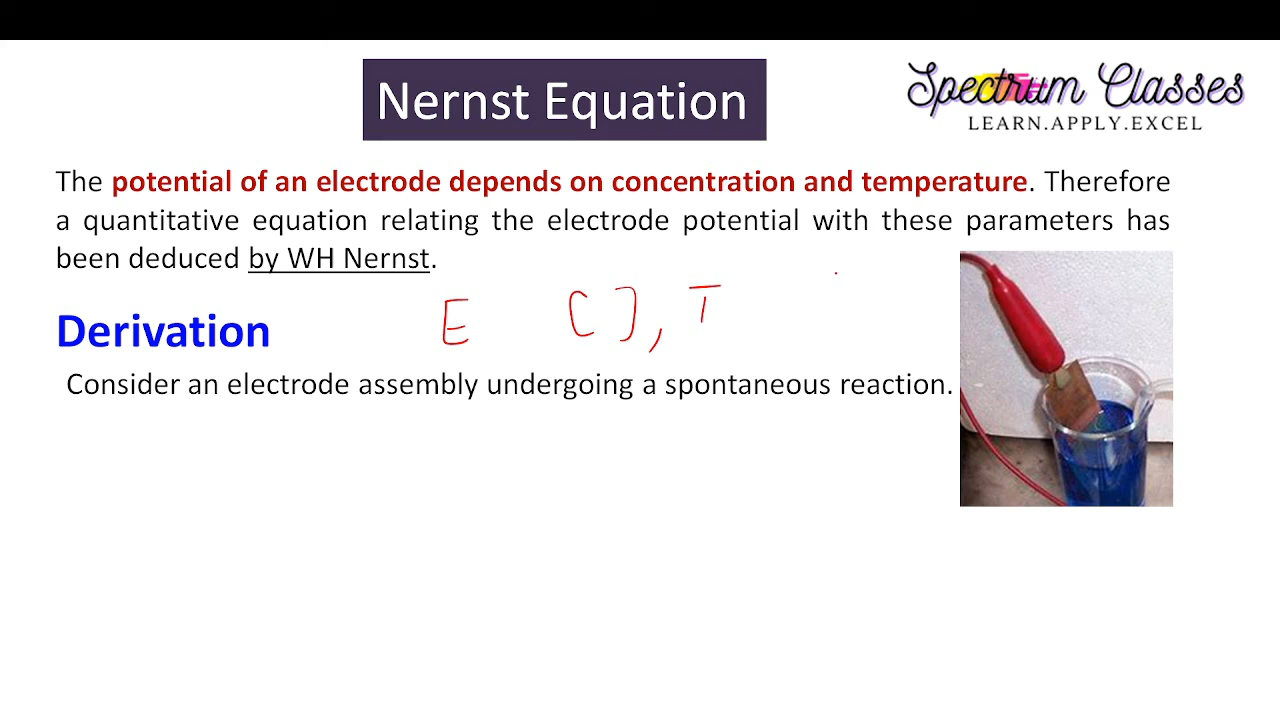 Nernst Equation
Spectrum Classes
LEARN.APPLY.EXCEL
The potential of an electrode depends on concentration and temperature. Therefore
a quantitative equation relating the electrode potential with these parameters has
been deduced by WH Nernst.
E [ ], T
Derivation
Consider an electrode assembly undergoing a spontaneous reaction.